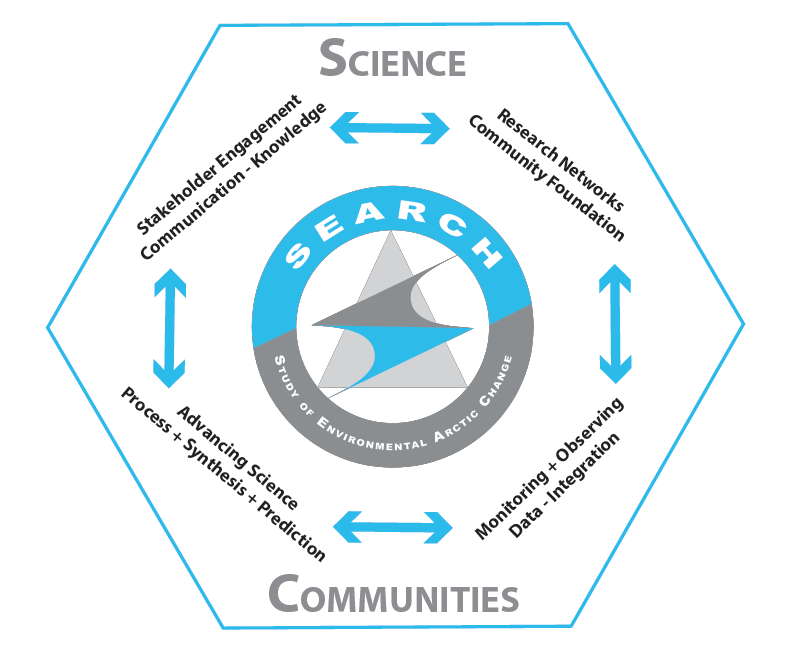 SCIENCE
Stakeholder Engagement
Communication - Knowledge
Research Networks
Community Foundation
SEARCH
STUDY OF ENVIRONMENTAL ARCTIC CHANGE
Advancing Science
Process + Synthesis + Prediction
Monitoring + Observing
Data - Integration
COMMUNITIES